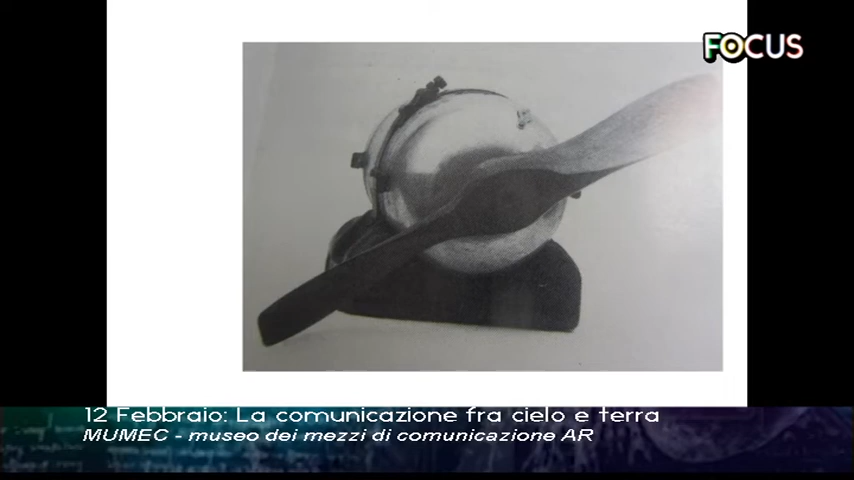 FOCUS
12 Febbraio: La comunicazione fra cielo e terra
MUMEC - museo dei mezzi di comunicazione AR